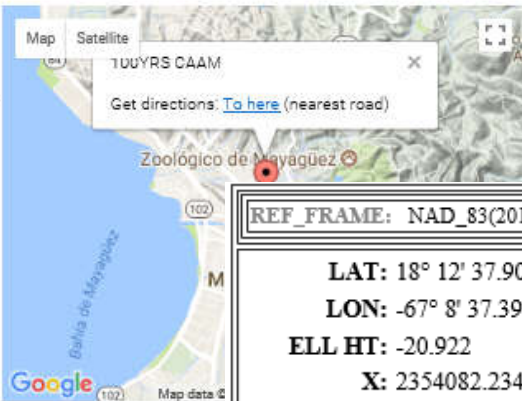 Map Satellite
100YRS CAAM ×
Get directions: To here (nearest road)
Zoológico de Mayagüez
102
Bahía de Mayagüez
M
REF_FRAME: NAD_83(201
LAT: 18° 12' 37.90
LON: -67° 8' 37.39
ELL HT: -20.922
X: 2354082.234
Google
102
Map data ©